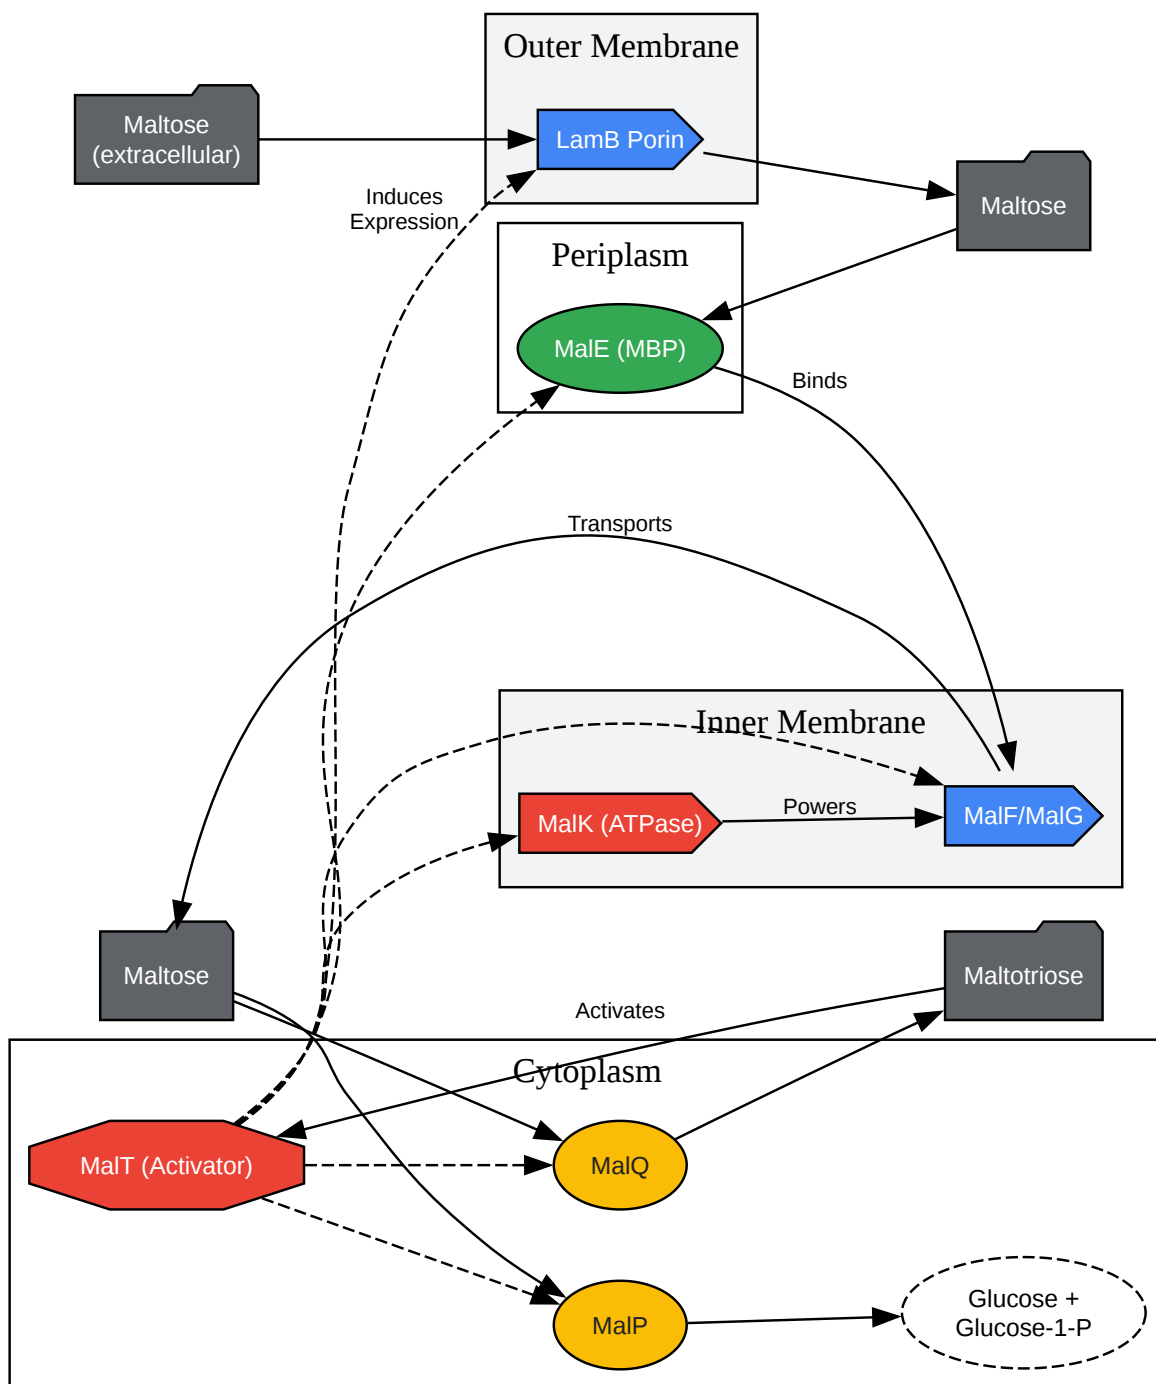 Outer Membrane
Maltose
(extracellular)
LamB Porin
Induces
Expression
Maltose
Periplasm
MalE (MBP)
Binds
Transports
Inner Membrane
MalK (ATPase)
Powers
MalF/MalG
Maltose
Maltotriose
Activates
Cytoplasm
MalT (Activator)
MalQ
MalP
Glucose +
Glucose-1-P